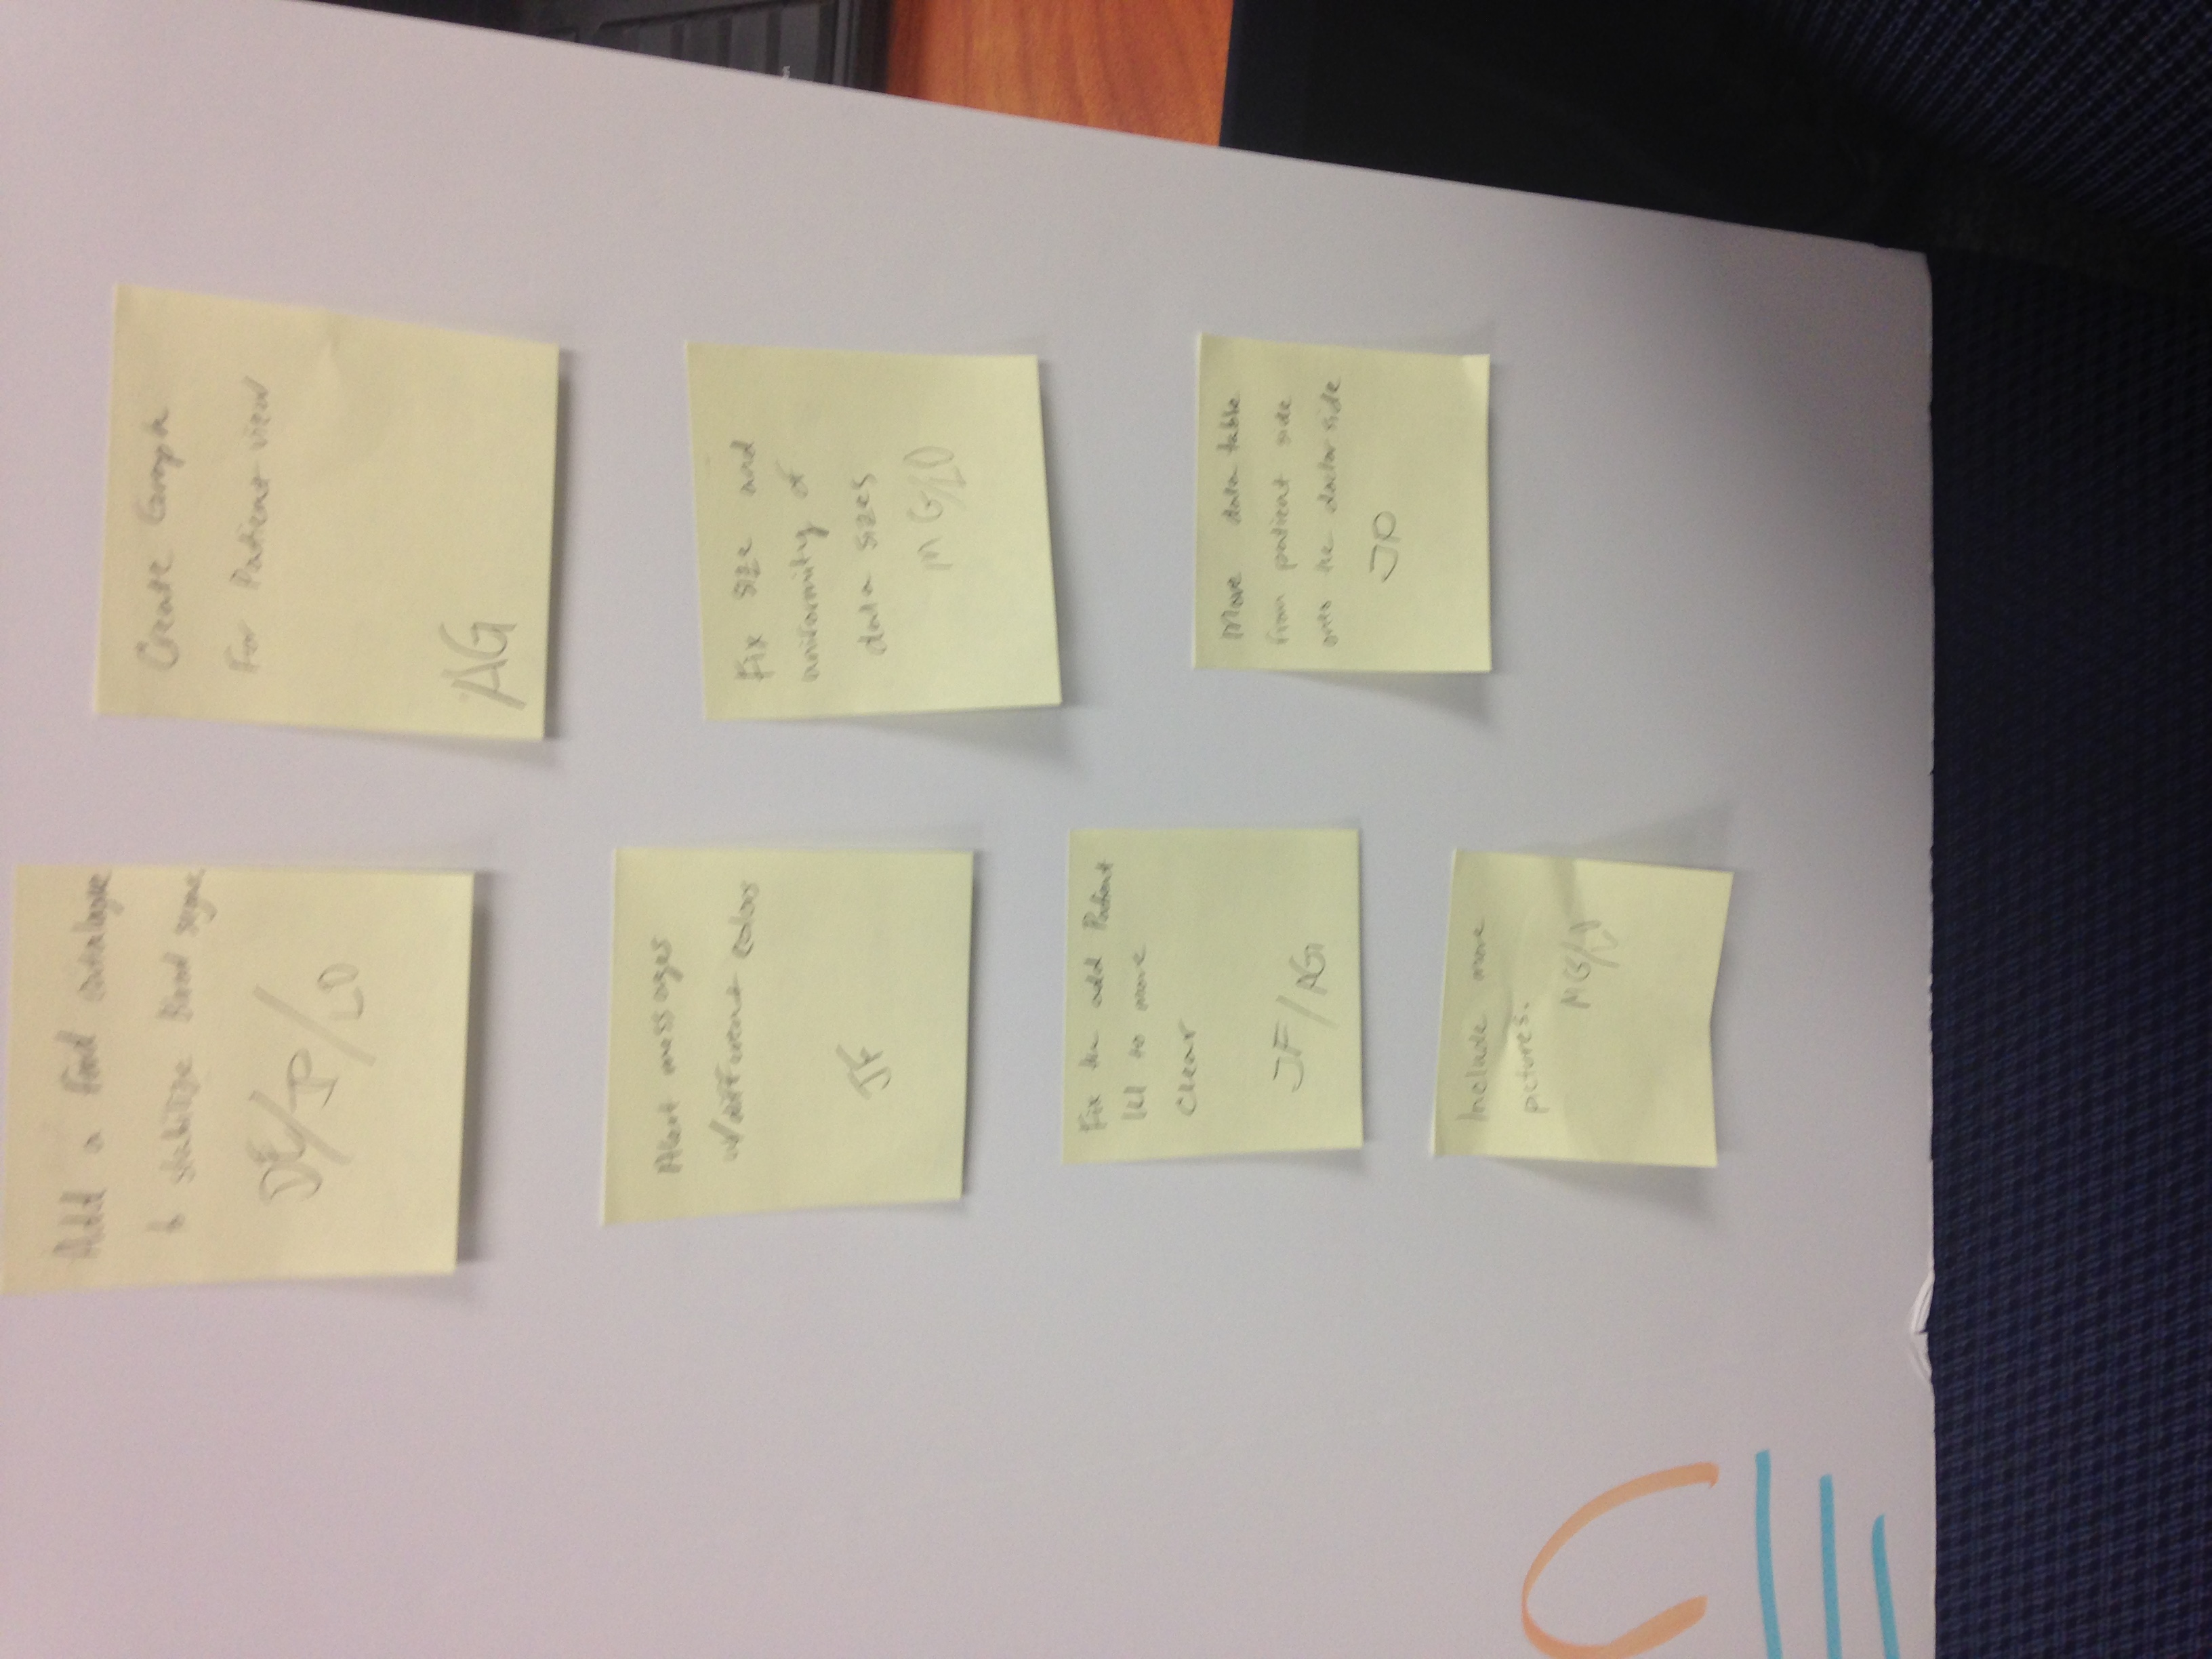 Add a Food catalogue
to stabilize Blood sugar
DE/JP/LD
Create Graph
For Patient view
AG
Alert messages
w/different colors
JF
Fix size and
uniformity of
data sizes
MG/LD
Fix the add Patient
to more
clear
JF/AG
Move data table
from patient side
onto the doctor side
JP
Include more
pictures.
MG/LD